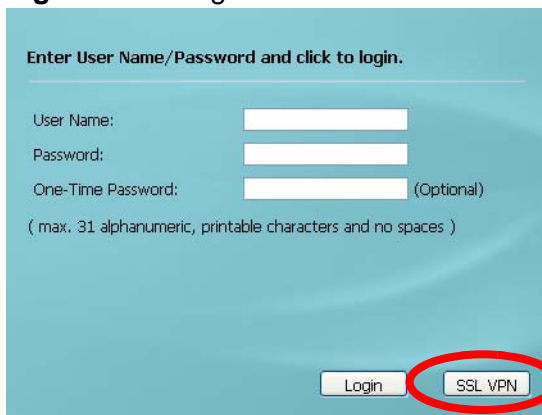 Enter User Name/Password and click to login.
User Name:
Password:
One-Time Password: (Optional)
( max. 31 alphanumeric, printable characters and no spaces )
Login SSL VPN